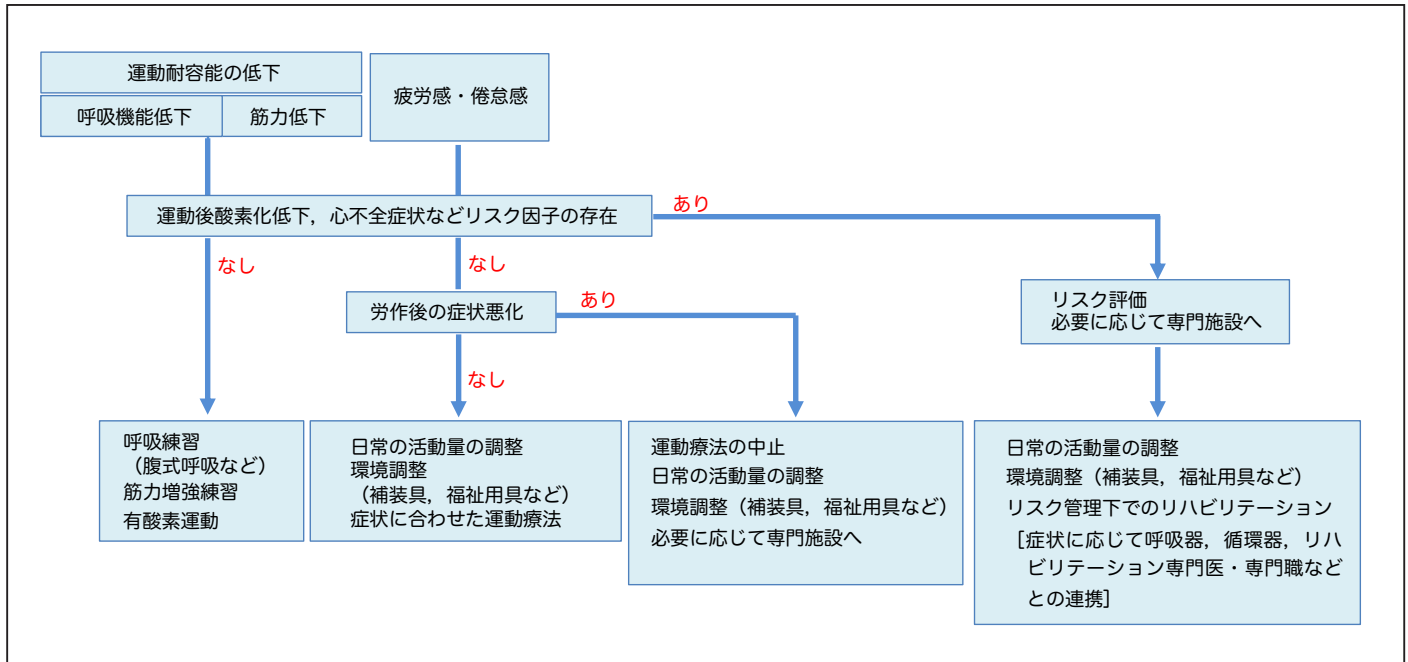 運動耐容能の低下
呼吸機能低下
筋力低下
疲労感・倦怠感
運動後酸素化低下，心不全症状などリスク因子の存在
あり
なし
なし
労作後の症状悪化
あり
リスク評価
必要に応じて専門施設へ
なし
呼吸練習
（腹式呼吸など）
筋力増強練習
有酸素運動
日常の活動量の調整
環境調整
（補装具，福祉用具など）
症状に合わせた運動療法
運動療法の中止
日常の活動量の調整
環境調整（補装具，福祉用具など）
必要に応じて専門施設へ
日常の活動量の調整
環境調整（補装具，福祉用具など）
リスク管理下でのリハビリテーション
［症状に応じて呼吸器，循環器，リハ
ビリテーション専門医・専門職など
との連携］